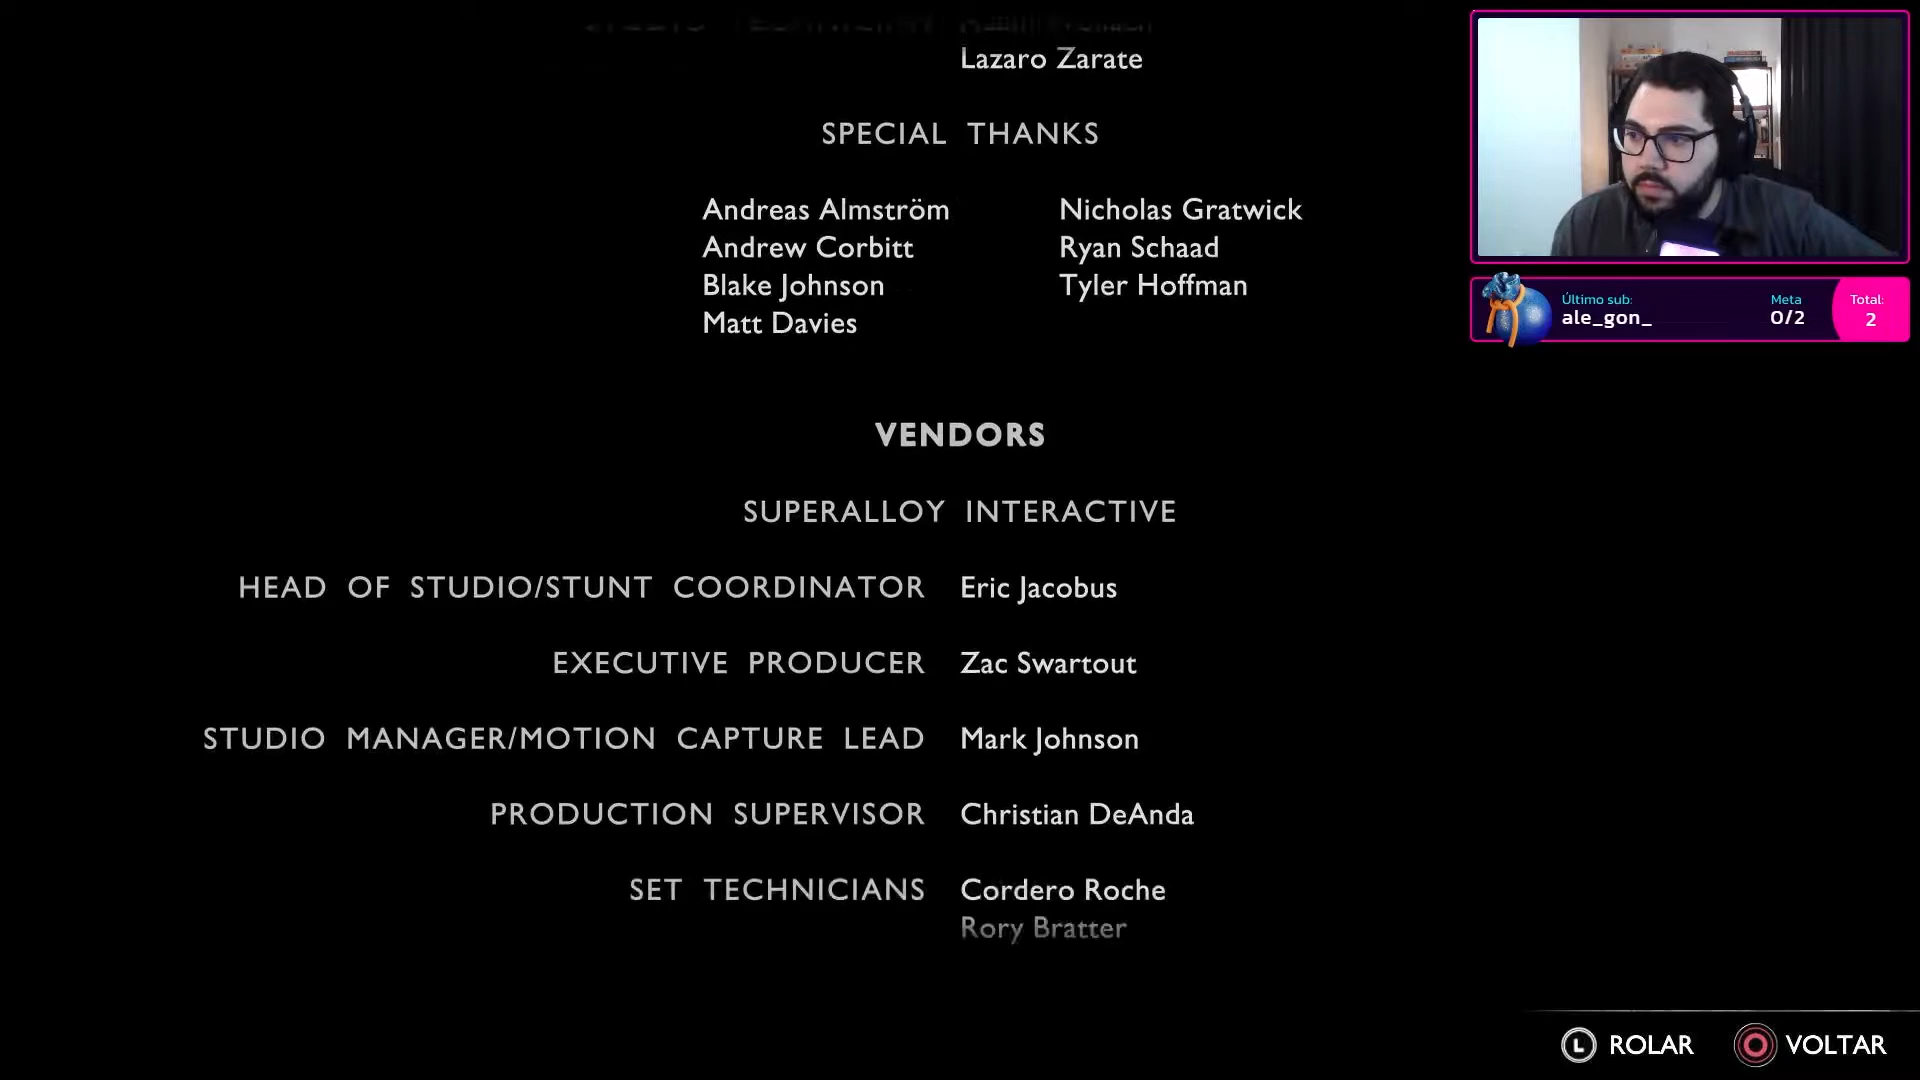 Lazaro Zarate
SPECIAL THANKS
Andreas Almström
Andrew Corbitt
Blake Johnson
Matt Davies
Nicholas Gratwick
Ryan Schaad
Tyler Hoffman
VENDORS
SUPERALLOY INTERACTIVE
HEAD OF STUDIO/STUNT COORDINATOR Eric Jacobus
EXECUTIVE PRODUCER Zac Swartout
STUDIO MANAGER/MOTION CAPTURE LEAD Mark Johnson
PRODUCTION SUPERVISOR Christian DeAnda
SET TECHNICIANS Cordero Roche
Rory Bratter
Último sub:
ale_gon_
Meta
0/2
Total:
2
L ROLAR VOLTAR